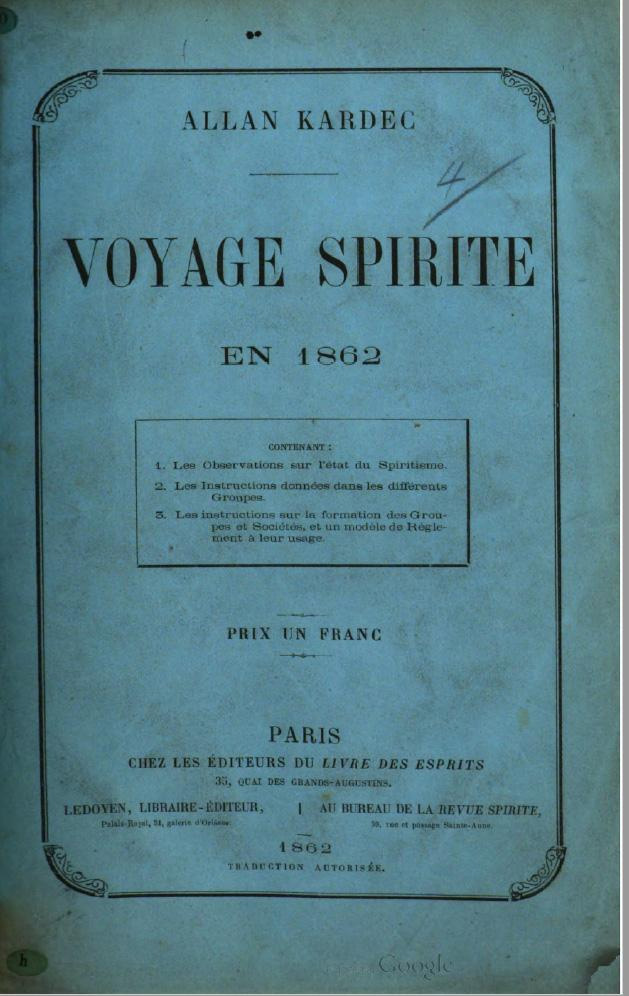 ALLAN KARDEC
4
VOYAGE SPIRITE
EN 1862
CONTENANT :
1. Les Observations sur l'état du Spiritisme.
2. Les Instructions données dans les différents
Groupes.
3. Les instructions sur la formation des Grou-
pes et Sociétés, et un modèle de Règle-
ment à leur usage.
PRIX UN FRANC
PARIS
CHEZ LES ÉDITEURS DU LIVRE DES ESPRITS
35, QUAI DES GRANDS-AUGUSTINS.
LEDOYEN, LIBRAIRE-ÉDITEUR, | AU BUREAU DE LA REVUE SPIRITE,
Palais-Royal, 31, galerie d'Orléans. 59, rue et passage Sainte-Anne.
1862
TRADUCTION AUTORISÉE.
h
Google